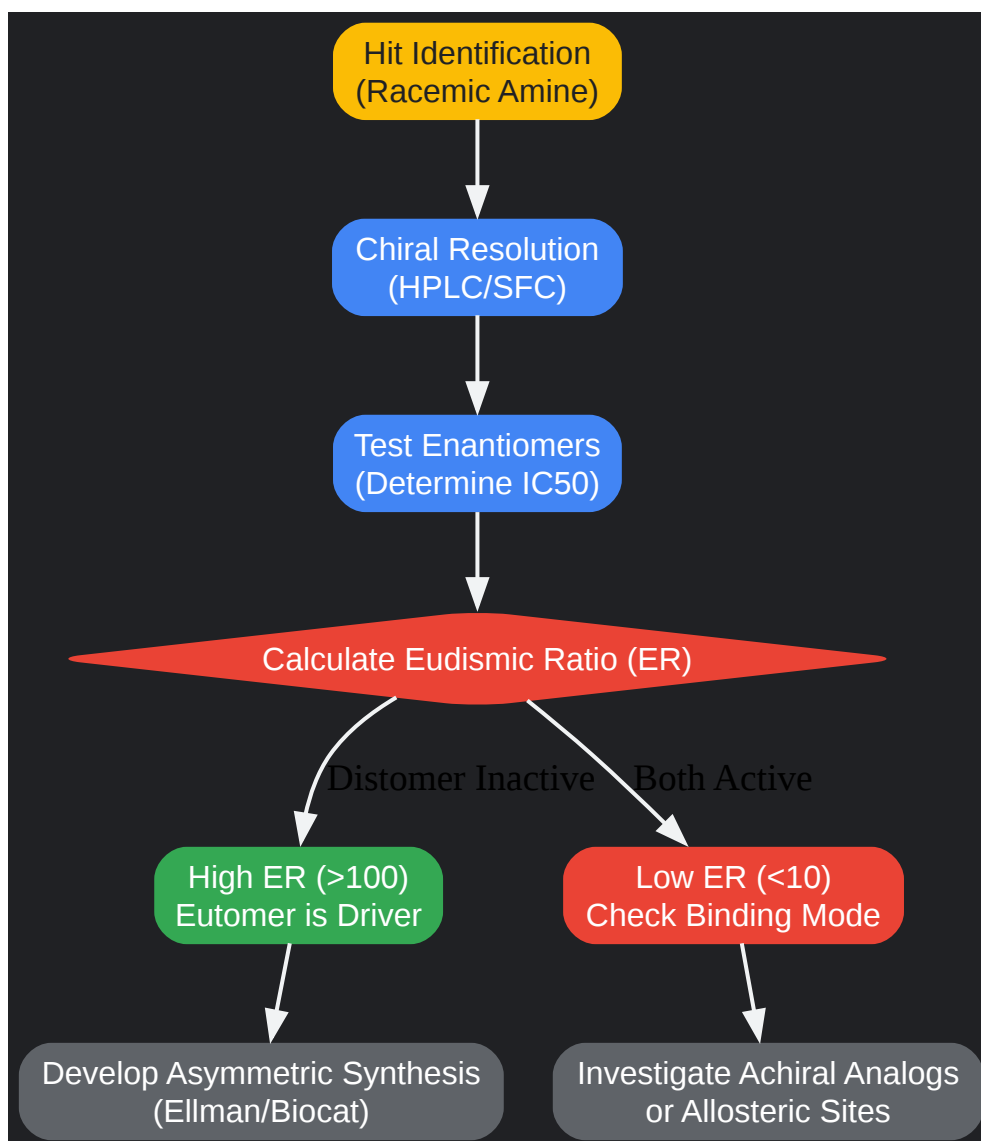 Hit Identification
(Racemic Amine)
Chiral Resolution
(HPLC/SFC)
Test Enantiomers
(Determine IC50)
Calculate Eudismic Ratio (ER)
Distomer Inactive
Both Active
High ER (>100)
Eutomer is Driver
Low ER (<10)
Check Binding Mode
Develop Asymmetric Synthesis
(Ellman/Biocat)
Investigate Achiral Analogs
or Allosteric Sites